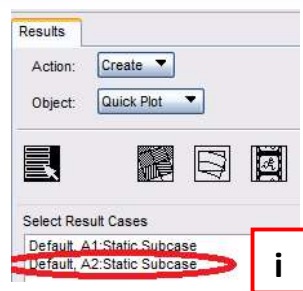 Results
Action: Create
Object: Quick Plot
Select Result Cases
Default, A1:Static Subcase
Default, A2:Static Subcase
i